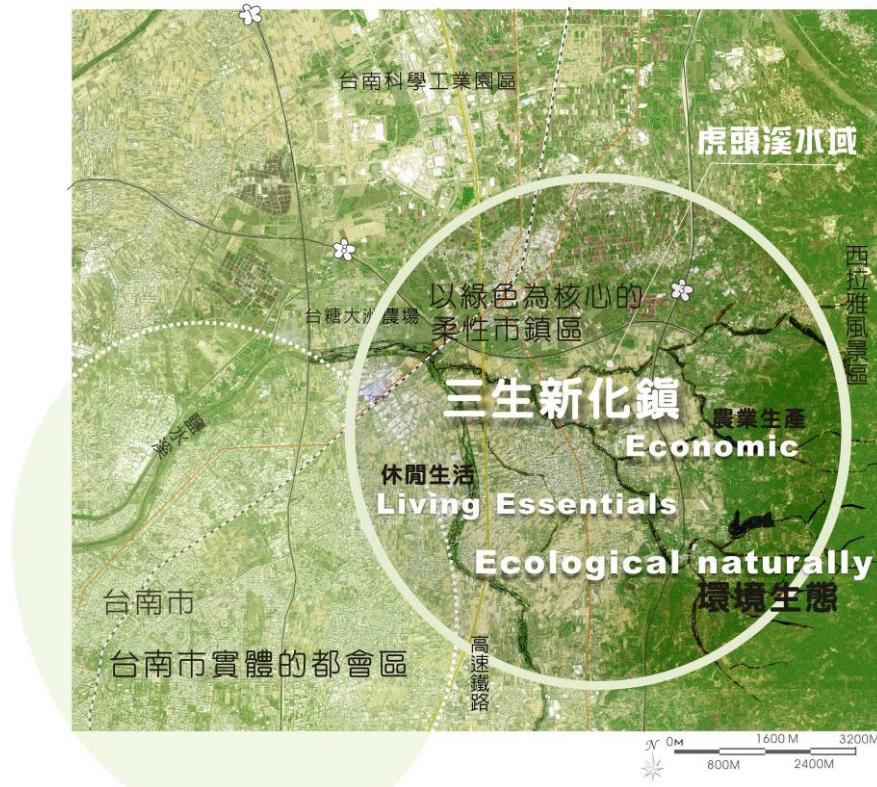 台南科學工業園區
虎頭溪水域
西拉雅風景區
以綠色為核心的
柔性市鎮區
台糖大洲農場
三生新化鎮
農業生產
Economic
鹽水溪
休閒生活
Living Essentials
Ecological naturally
環境生態
台南市
台南市實體的都會區
高速鐵路
N 0M 1600 M 3200M
800M 2400M